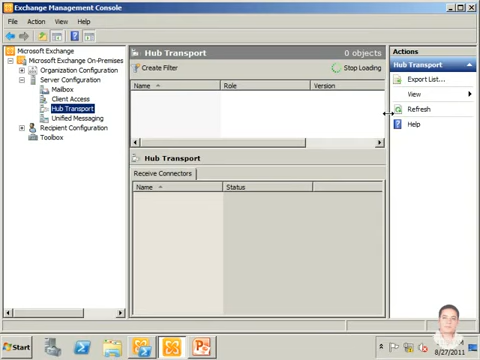 Exchange Management Console
File Action View Help
Microsoft Exchange
Microsoft Exchange On-Premises
Organization Configuration
Server Configuration
Mailbox
Client Access
Hub Transport
Unified Messaging
Recipient Configuration
Toolbox
Hub Transport 0 objects
Create Filter Stop Loading
Name Role Version
Hub Transport
Receive Connectors
Name Status
Actions
Hub Transport
Export List...
View
Refresh
Help
Start
8/27/2011